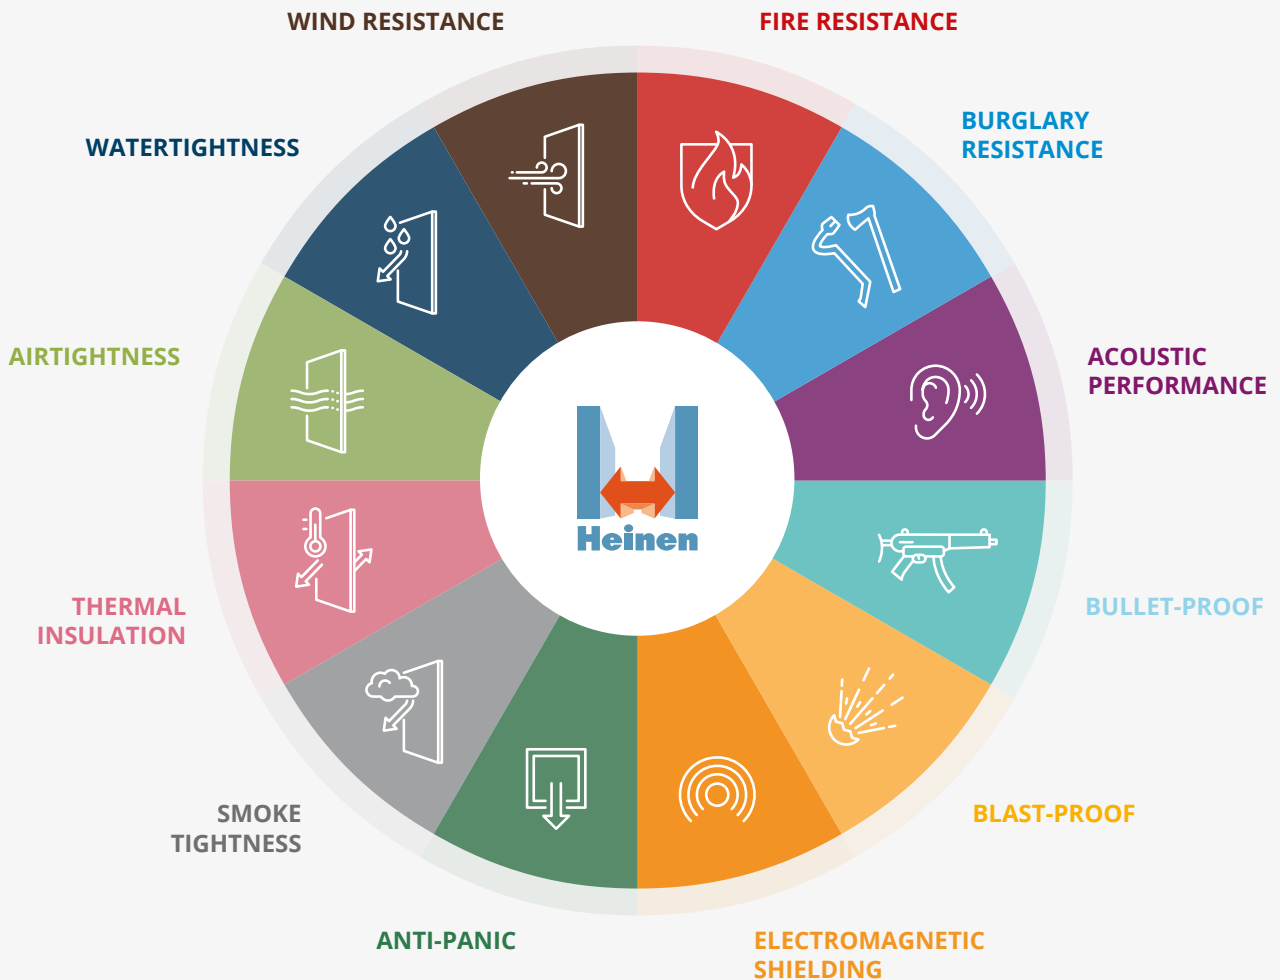 WIND RESISTANCE
FIRE RESISTANCE
BURGLARY
RESISTANCE
WATERTIGHTNESS
AIRTIGHTNESS
ACOUSTIC
PERFORMANCE
Heinen
THERMAL
INSULATION
BULLET-PROOF
SMOKE
TIGHTNESS
BLAST-PROOF
ANTI-PANIC
ELECTROMAGNETIC
SHIELDING